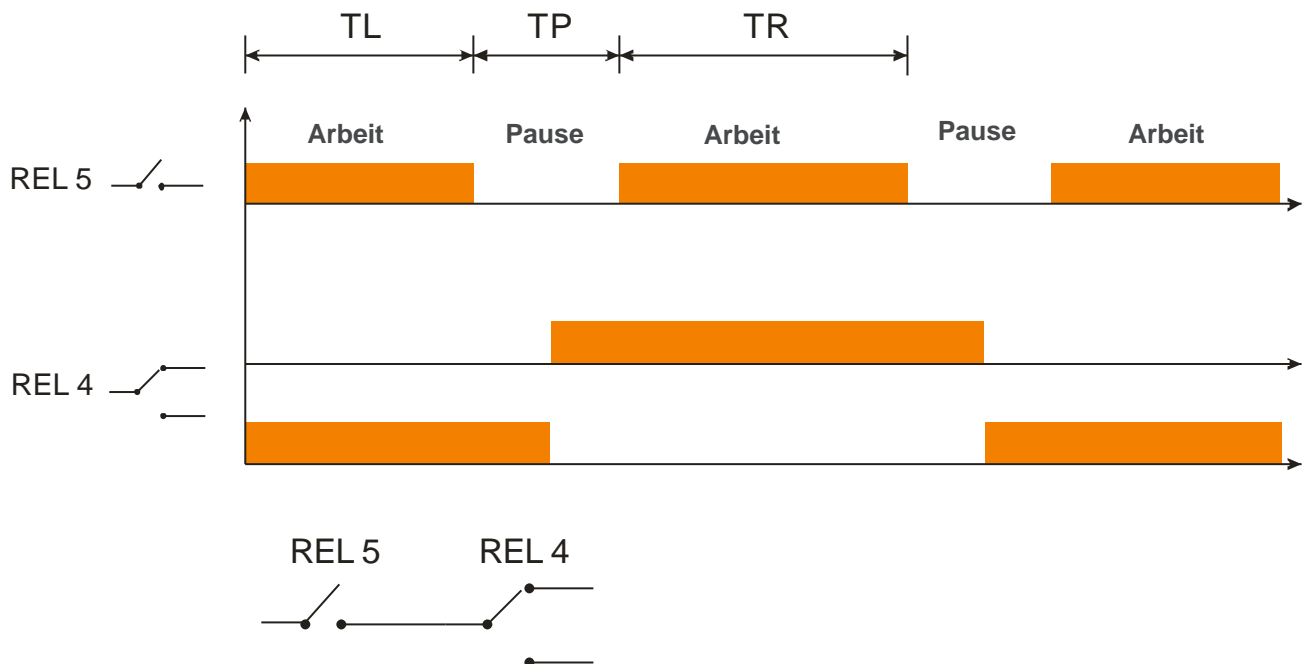 TL TP TR
Arbeit Pause Arbeit Pause Arbeit
REL 5
REL 4
REL 5 REL 4